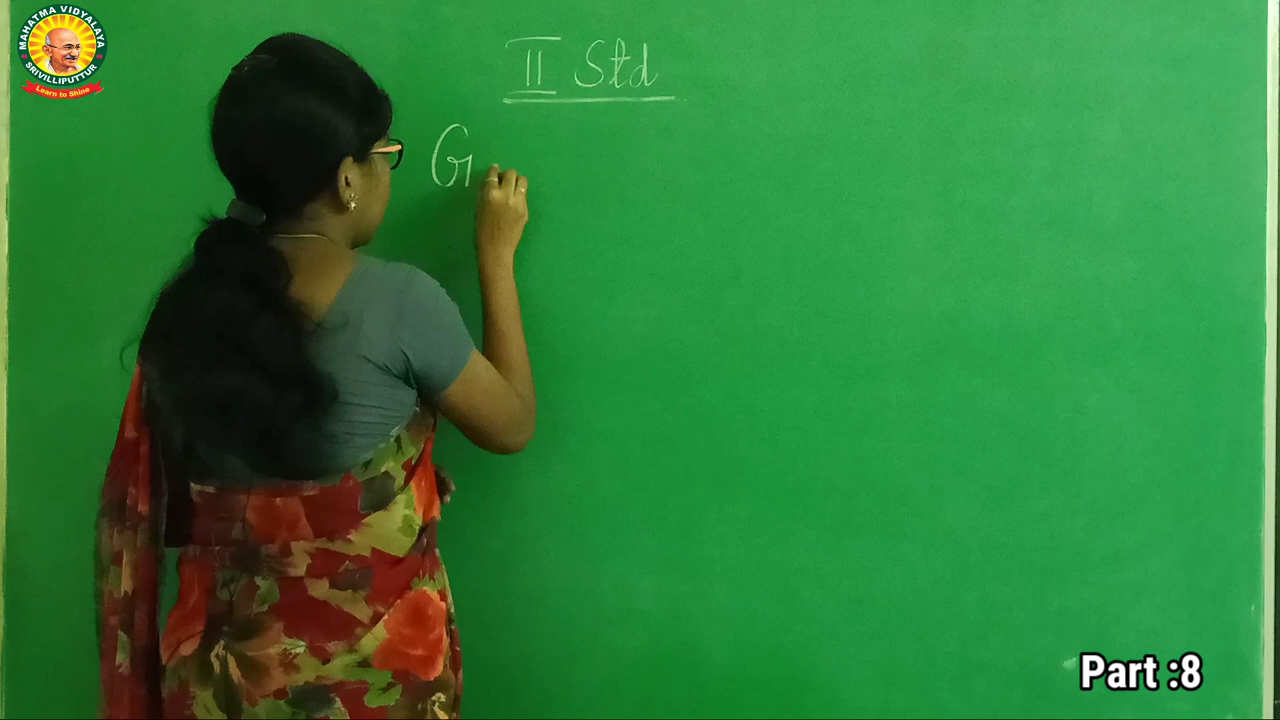 MAHATMA VIDYALAYA
SRIVILLIPUTTUR
Learn to Shine
II Std
G
Part :8